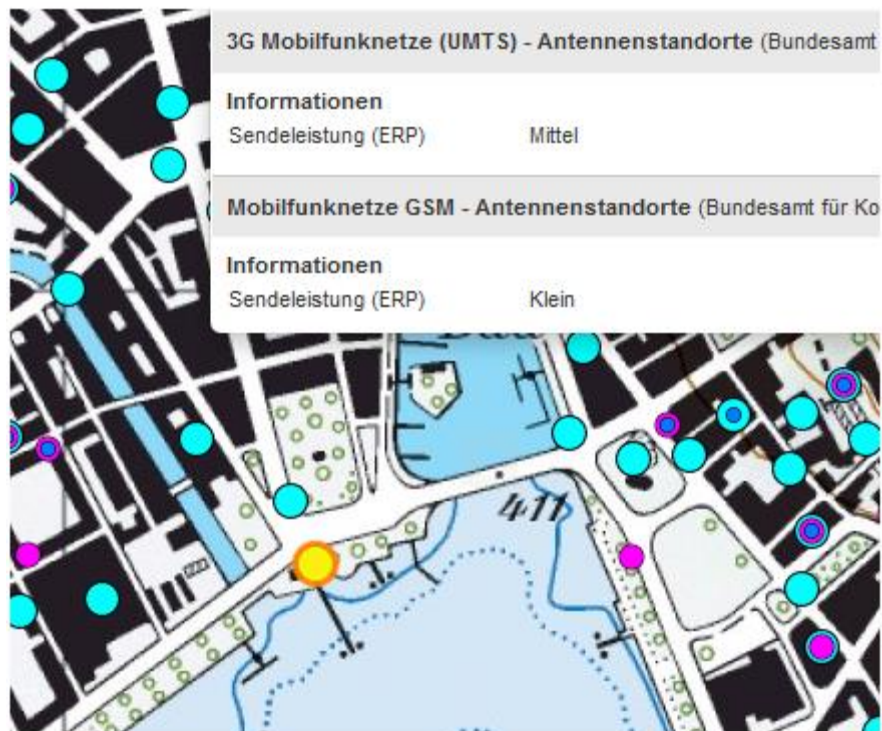 3G Mobilfunknetze (UMTS) - Antennenstandorte (Bundesamt
Informationen
Sendeleistung (ERP) Mittel
Mobilfunknetze GSM - Antennenstandorte (Bundesamt für Ko
Informationen
Sendeleistung (ERP) Klein
411